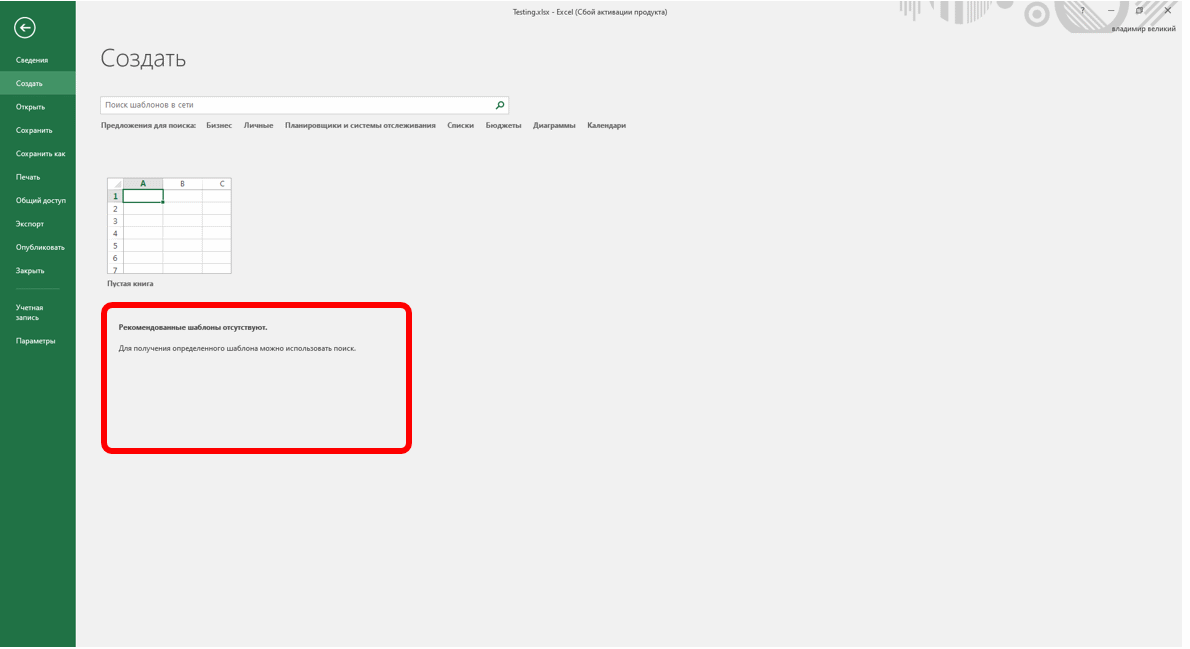 Testing.xlsx - Excel (Сбой активации продукта)
?
владимир великий
Сведения
Создать
Открыть
Сохранить
Сохранить как
Печать
Общий доступ
Экспорт
Опубликовать
Закрыть
Учетная
запись
Параметры
Создать
Поиск шаблонов в сети
Предложения для поиска: Бизнес Личные Планировщики и системы отслеживания Списки Бюджеты Диаграммы Календари
A B C
1
2
3
4
5
6
7
Пустая книга
Рекомендованные шаблоны отсутствуют.
Для получения определенного шаблона можно использовать поиск.